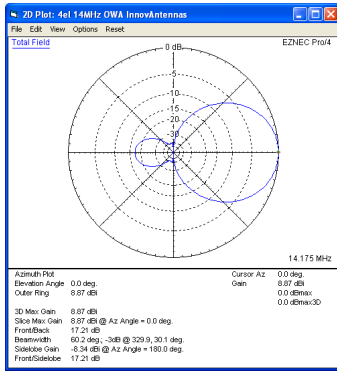 2D Plot: 4el 14MHz OWA InnovAntennas
File Edit View Options Reset
Total Field
0 dB
EZNEC Pro/4
-5
-10
-15
-20
-30
14.175 MHz
Azimuth Plot
Elevation Angle 0.0 deg.
Outer Ring 8.87 dBi
Cursor Az 0.0 deg.
Gain 8.87 dBi
0.0 dBmax
0.0 dBmax3D
3D Max Gain 8.87 dBi
Slice Max Gain 8.87 dBi @ Az Angle = 0.0 deg.
Front/Back 17.21 dB
Beamwidth 60.2 deg.; -3dB @ 329.9, 30.1 deg.
Sidelobe Gain -8.34 dBi @ Az Angle = 180.0 deg.
Front/Sidelobe 17.21 dB